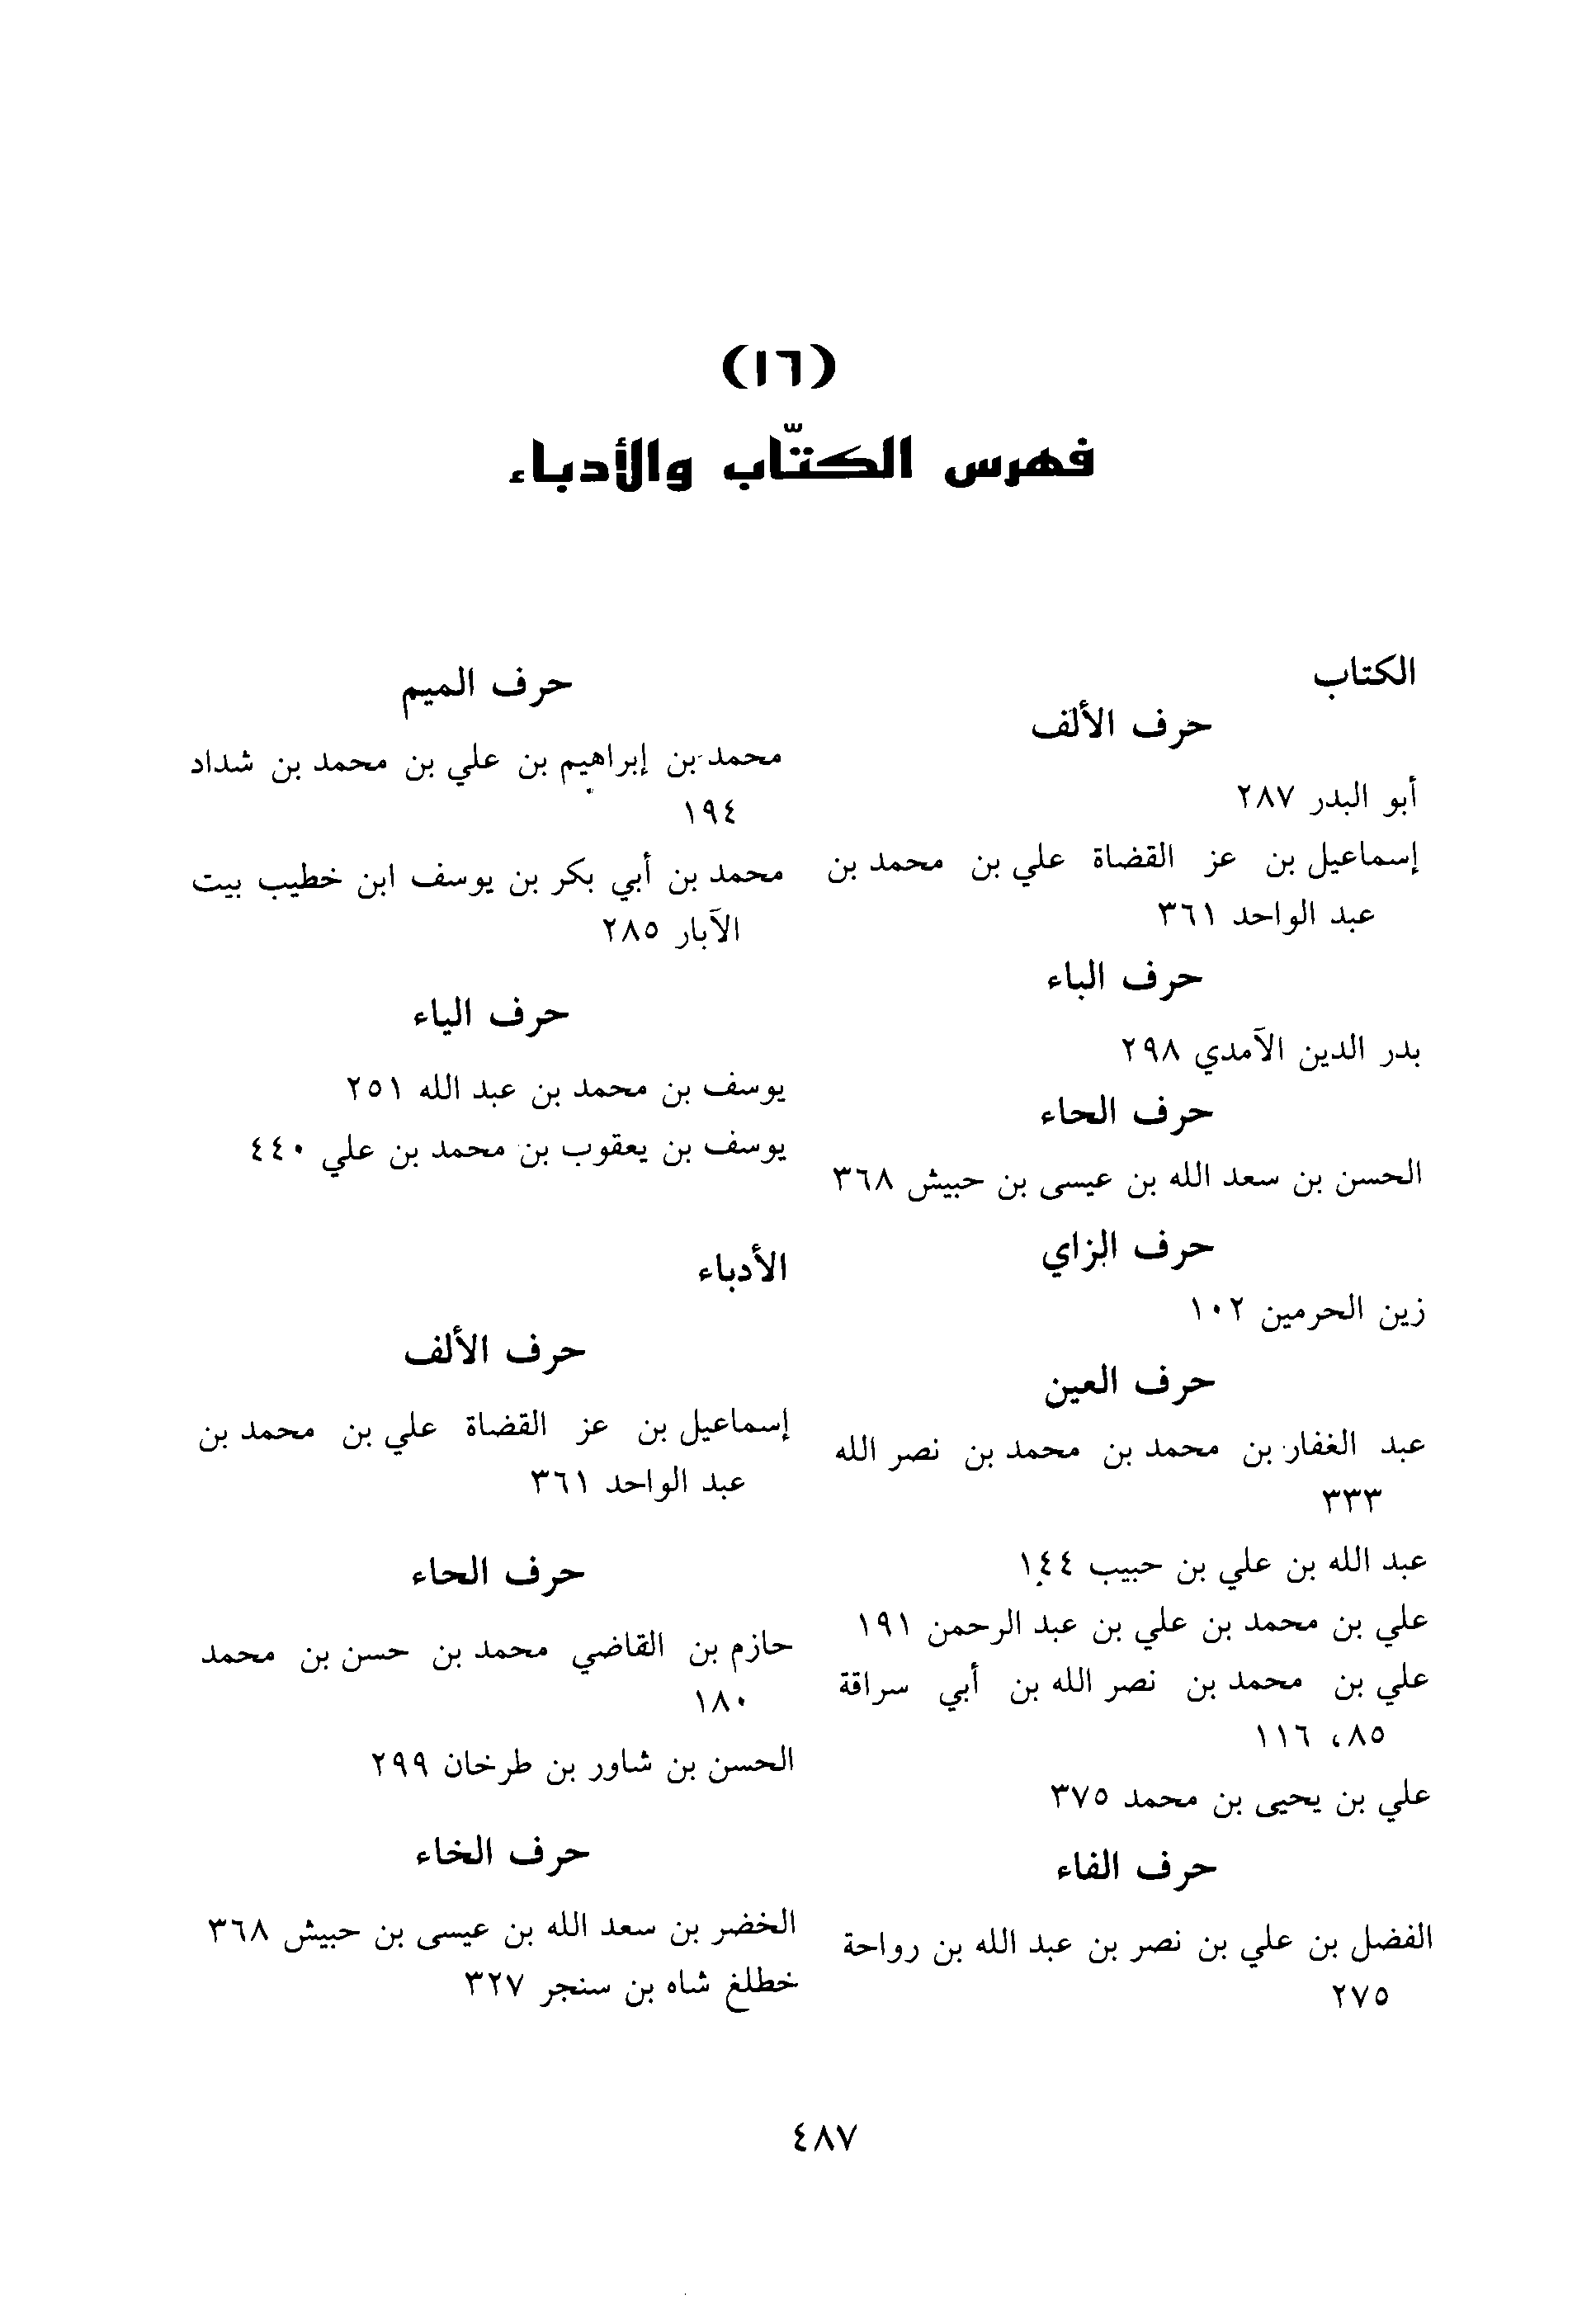 (١٦)
فهرس الكتّاب والأدباء
الكتاب
حرف الألف
أبو البدر ٢٨٧
إسماعيل بن عز القضاة علي بن محمد بن
عبد الواحد ٣٦١
حرف الباء
بدر الدين الآمدي ٢٩٨
حرف الحاء
الحسن بن سعد الله بن عيسى بن حبيش ٣٦٨
حرف الزاي
زين الحرمين ١٠٢
حرف العين
عبد الغفار بن محمد بن محمد بن نصر الله
٣٣٣
عبد الله بن علي بن حبيب ١٤٤
علي بن محمد بن علي بن عبد الرحمن ١٩١
علي بن محمد بن نصر الله بن أبي سراقة
٨٥، ١١٦
علي بن يحيى بن محمد ٣٧٥
حرف الفاء
الفضل بن علي بن نصر بن عبد الله بن رواحة
٢٧٥
حرف الميم
محمد بن إبراهيم بن علي بن محمد بن شداد
١٩٤
محمد بن أبي بكر بن يوسف ابن خطيب بيت
الآبار ٢٨٥
حرف الياء
يوسف بن محمد بن عبد الله ٢٥١
يوسف بن يعقوب بن محمد بن علي ٤٤٠
الأدباء
حرف الألف
إسماعيل بن عز القضاة علي بن محمد بن
عبد الواحد ٣٦١
حرف الحاء
حازم بن القاضي محمد بن حسن بن محمد
١٨٠
الحسن بن شاور بن طرخان ٢٩٩
حرف الخاء
الخضر بن سعد الله بن عيسى بن حبيش ٣٦٨
خطلغ شاه بن سنجر ٣٢٧
٤٨٧